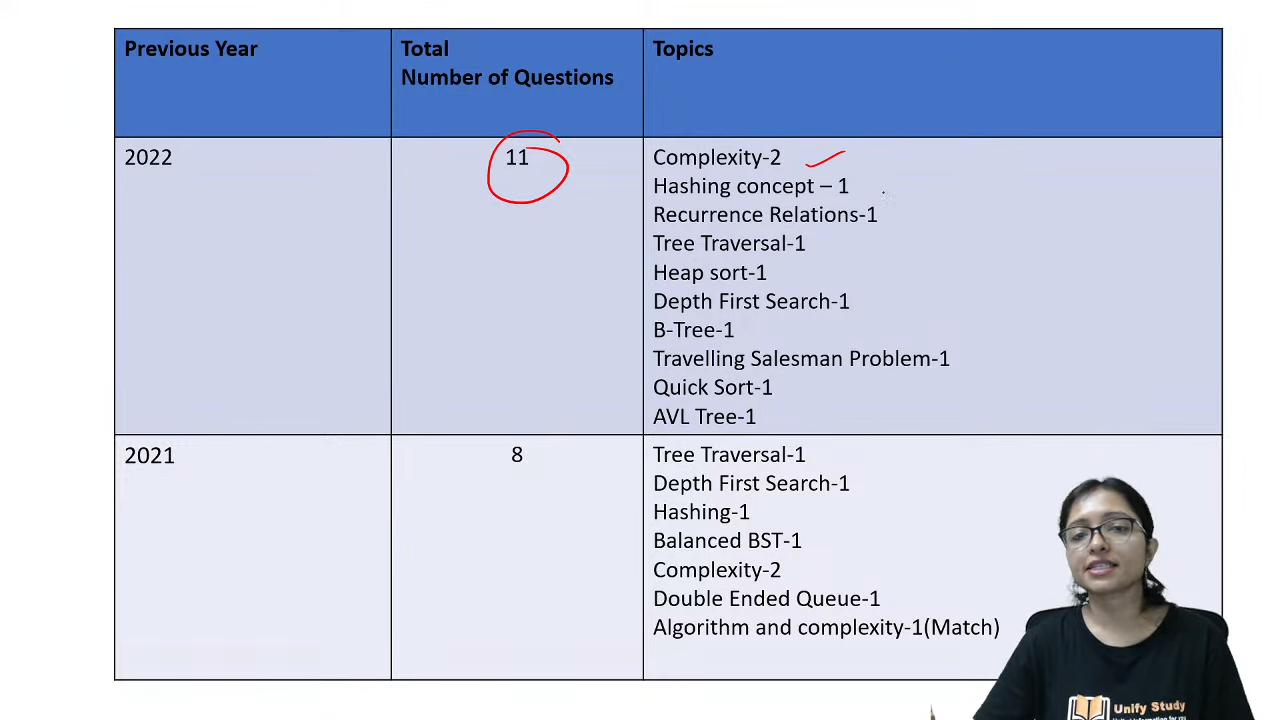 Previous Year
Total
Number of Questions
Topics
2022
11
Complexity-2
Hashing concept – 1
Recurrence Relations-1
Tree Traversal-1
Heap sort-1
Depth First Search-1
B-Tree-1
Travelling Salesman Problem-1
Quick Sort-1
AVL Tree-1
2021
8
Tree Traversal-1
Depth First Search-1
Hashing-1
Balanced BST-1
Complexity-2
Double Ended Queue-1
Algorithm and complexity-1(Match)
Unify Study